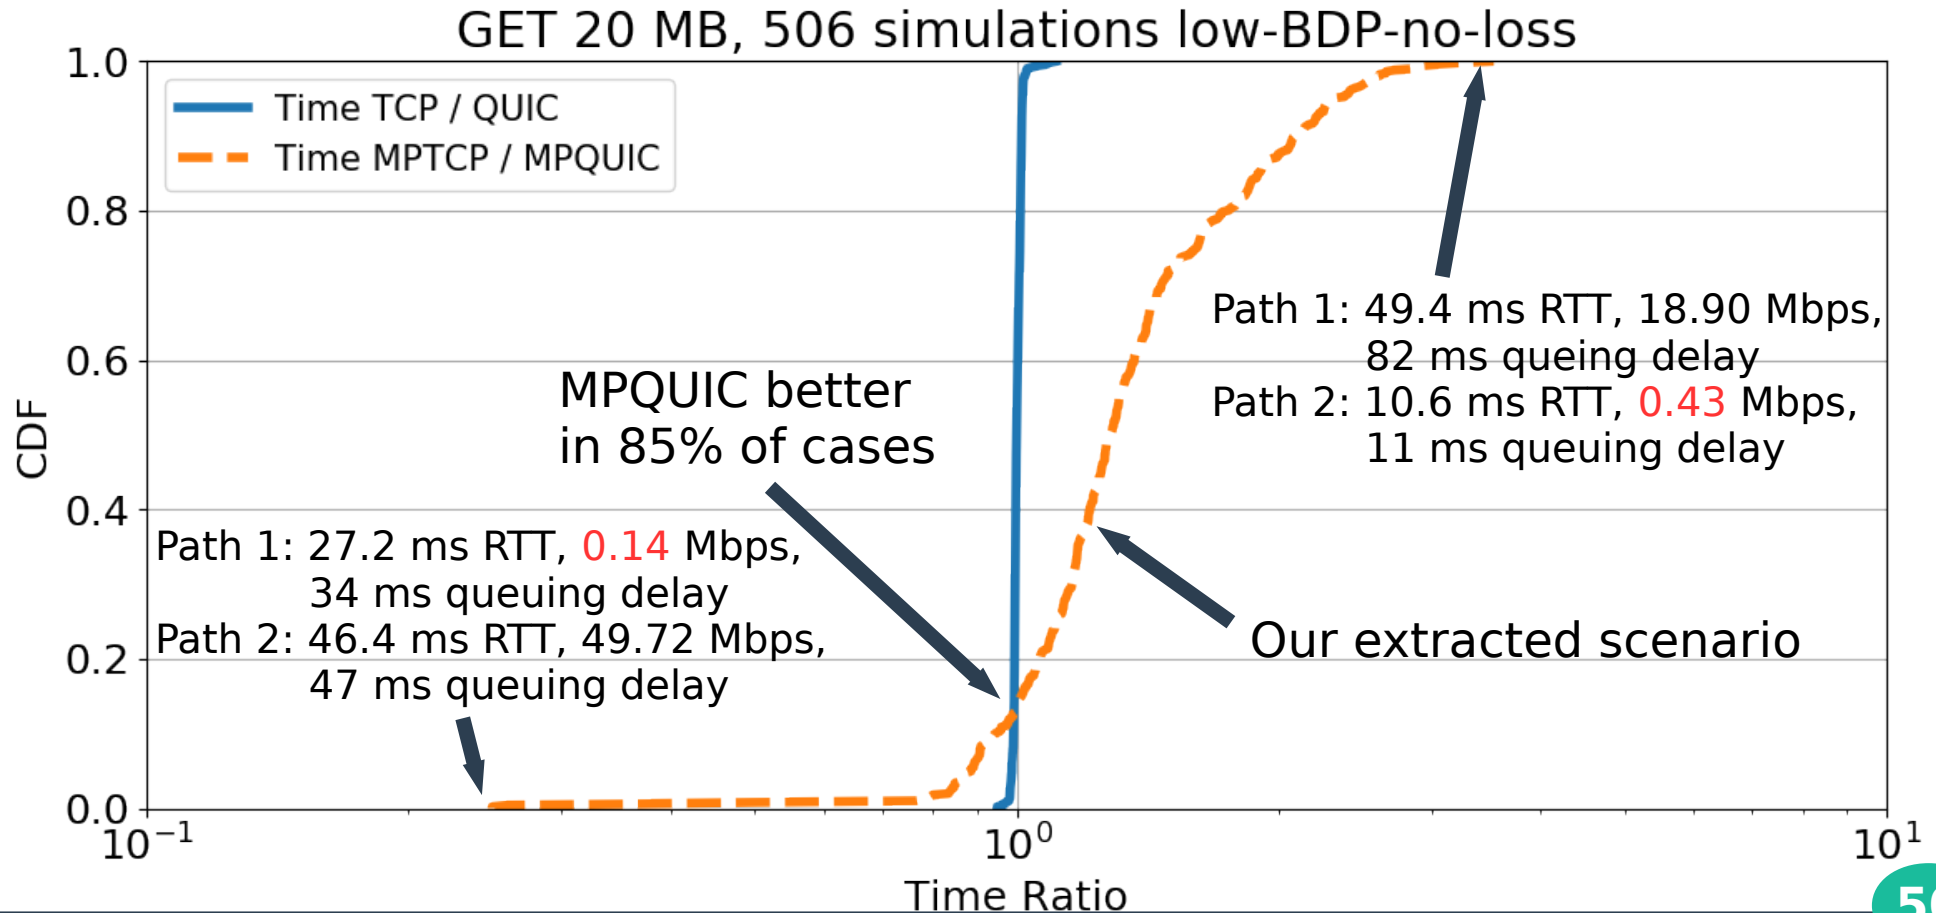 GET 20 MB, 506 simulations low-BDP-no-loss
1.0
0.8
0.6
0.4
0.2
0.0
CDF
Time TCP / QUIC
Time MPTCP / MPQUIC
Path 1: 49.4 ms RTT, 18.90 Mbps,
82 ms queing delay
Path 2: 10.6 ms RTT, 0.43 Mbps,
11 ms queuing delay
MPQUIC better
in 85% of cases
Path 1: 27.2 ms RTT, 0.14 Mbps,
34 ms queuing delay
Path 2: 46.4 ms RTT, 49.72 Mbps,
47 ms queuing delay
Our extracted scenario
10⁻¹
10⁰
10¹
Time Ratio